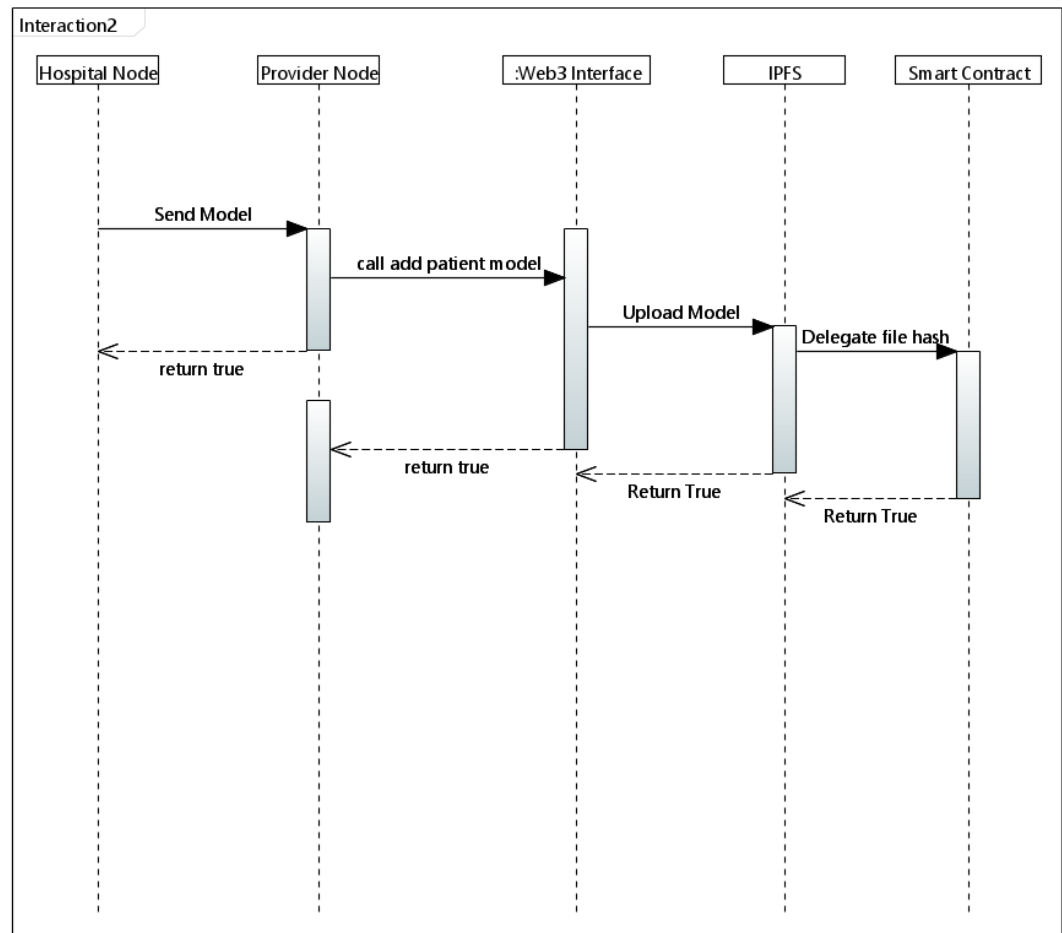 Interaction2
Hospital Node
Provider Node
:Web3 Interface
IPFS
Smart Contract
Send Model
call add patient model
Upload Model
Delegate file hash
return true
return true
Return True
Return True